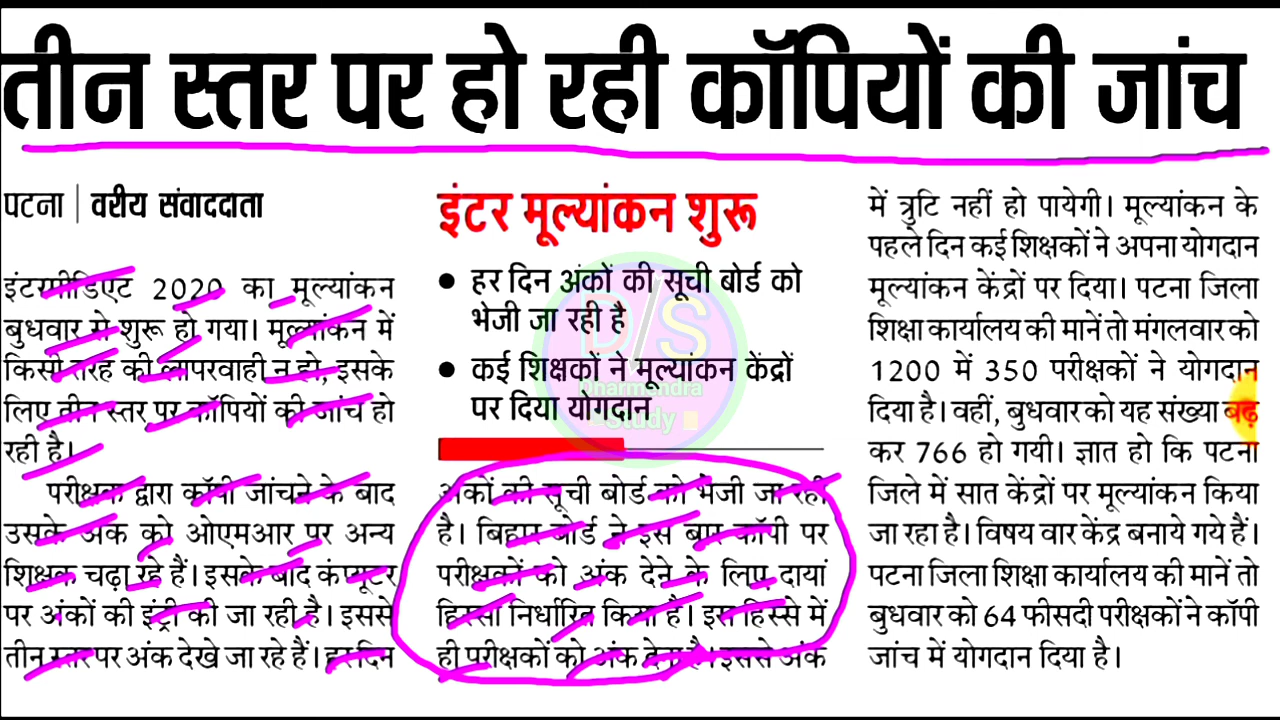 तीन स्तर पर हो रही कॉपियों की जांच
पटना | वरीय संवाददाता
इंटरमीडिएट 2020 का मूल्यांकन
बुधवार से शुरू हो गया। मूल्यांकन में
किसी तरह की लापरवाही न हो, इसके
लिए तीन स्तर पर कॉपियों की जांच हो
रही है।
परीक्षक द्वारा कॉपी जांचने के बाद
उसके अंक को ओएमआर पर अन्य
शिक्षक चढ़ा रहे हैं। इसके बाद कंप्यूटर
पर अंकों की इंट्री की जा रही है। इससे
तीन स्तर पर अंक देखे जा रहे हैं। हर दिन
इंटर मूल्यांकन शुरू
• हर दिन अंकों की सूची बोर्ड को
भेजी जा रही है
• कई शिक्षकों ने मूल्यांकन केंद्रों
पर दिया योगदान
D/S
Dharmendra
Study
अंकों की सूची बोर्ड को भेजी जा रही
है। बिहार बोर्ड ने इस बार कॉपी पर
परीक्षकों को अंक देने के लिए दायां
हिस्सा निर्धारित किया है। इस हिस्से में
ही परीक्षकों को अंक देना है। इससे अंक
में त्रुटि नहीं हो पायेगी। मूल्यांकन के
पहले दिन कई शिक्षकों ने अपना योगदान
मूल्यांकन केंद्रों पर दिया। पटना जिला
शिक्षा कार्यालय की मानें तो मंगलवार को
1200 में 350 परीक्षकों ने योगदान
दिया है। वहीं, बुधवार को यह संख्या बढ़
कर 766 हो गयी। ज्ञात हो कि पटना
जिले में सात केंद्रों पर मूल्यांकन किया
जा रहा है। विषय वार केंद्र बनाये गये हैं।
पटना जिला शिक्षा कार्यालय की मानें तो
बुधवार को 64 फीसदी परीक्षकों ने कॉपी
जांच में योगदान दिया है।